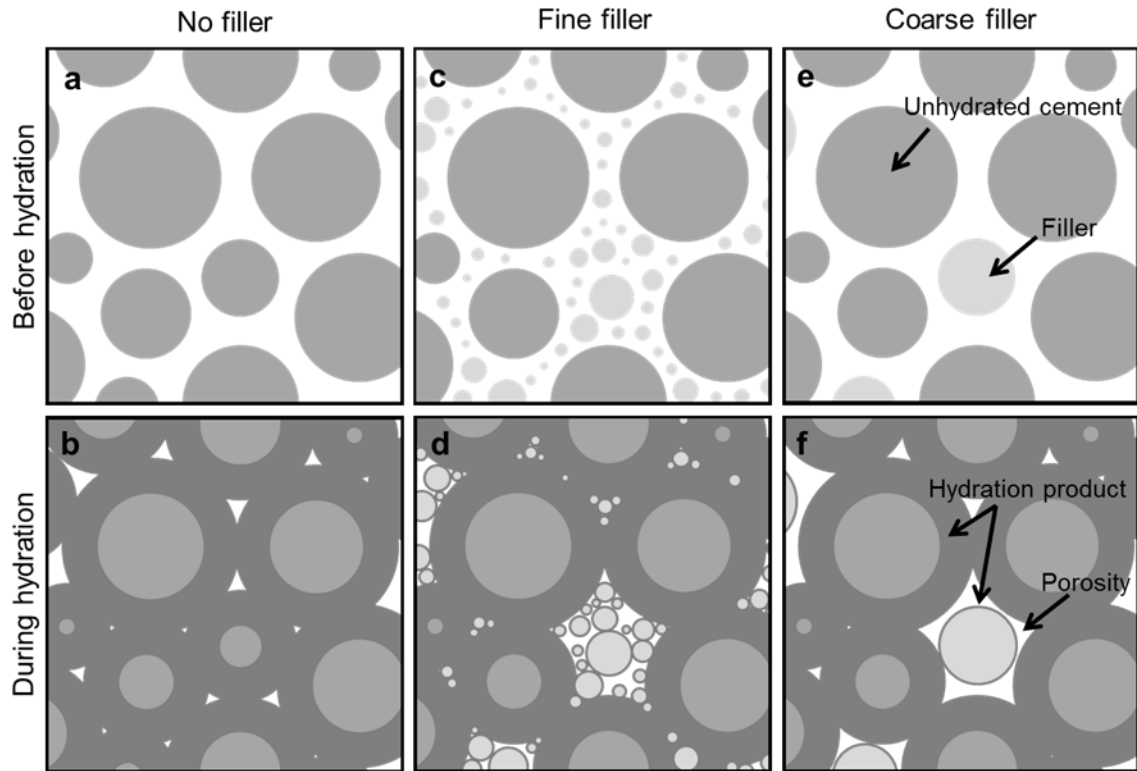 No filler
Fine filler
Coarse filler
Before hydration
a
c
e
Unhydrated cement
Filler
During hydration
b
d
f
Hydration product
Porosity